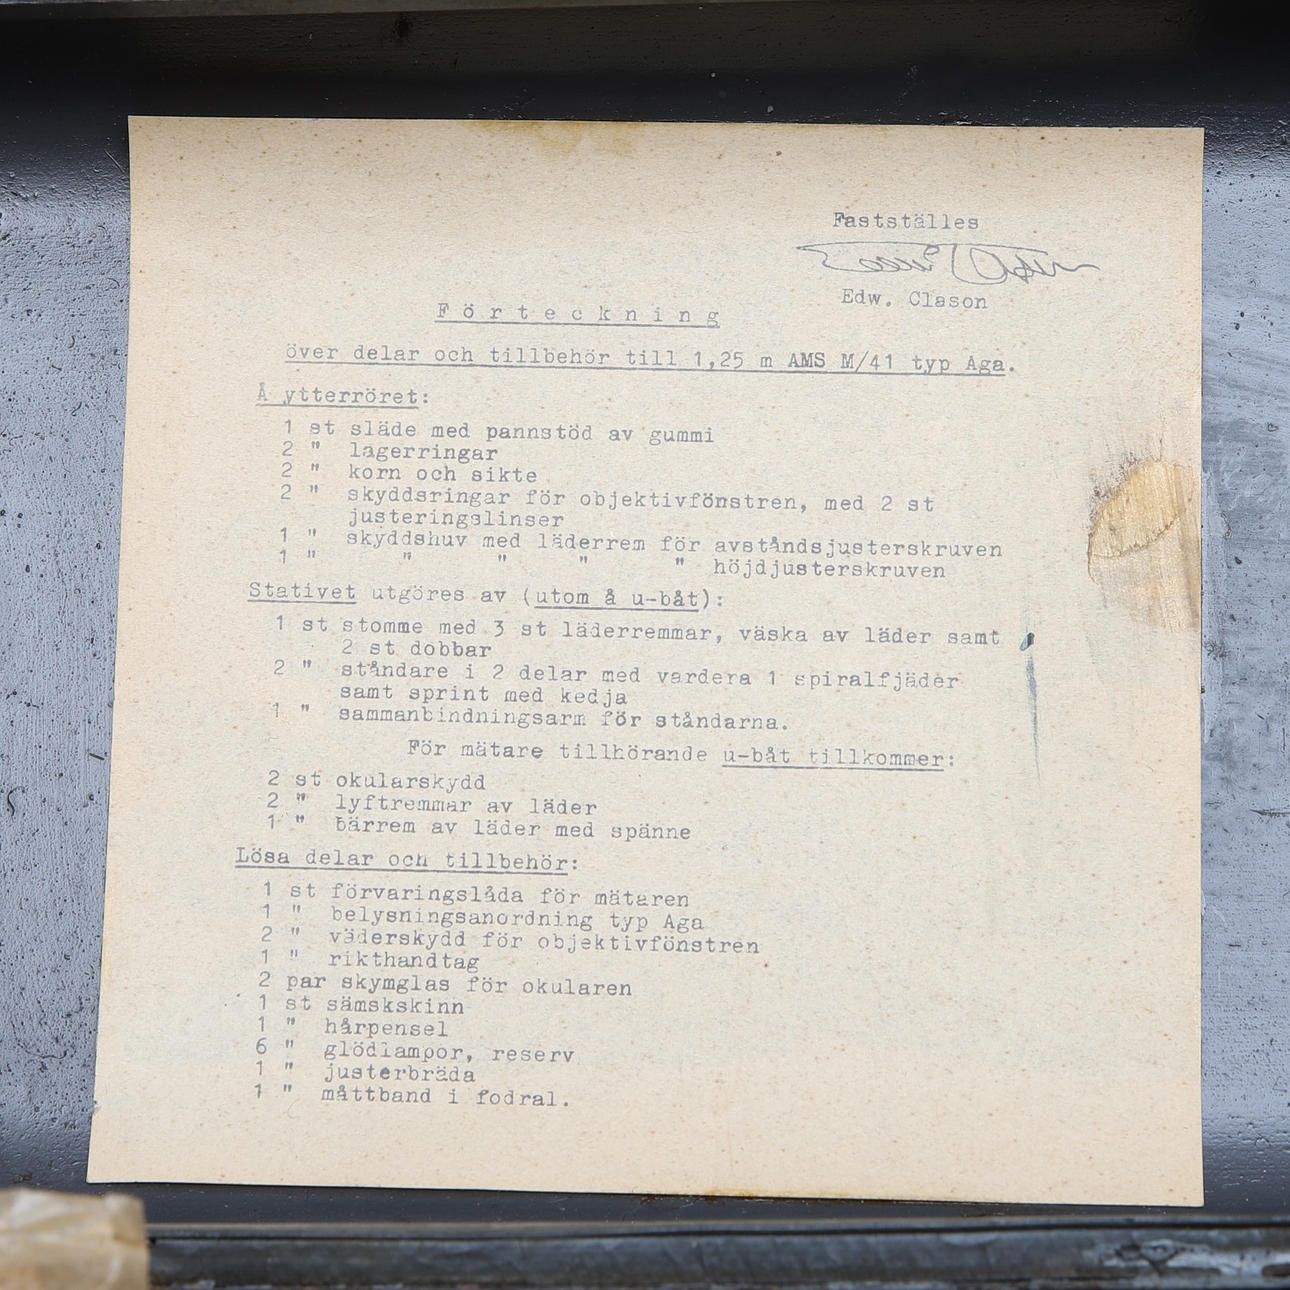 Fastställes
Edw. Clason
Förteckning
över delar och tillbehör till 1,25 m AMS M/41 typ Aga.
Å ytterröret:
1 st släde med pannstöd av gummi
2 " lagerringar
2 " korn och sikte
2 " skyddsringar för objektivfönstren, med 2 st
justeringslinser
1 " skyddshuv med läderrem för avståndsjusterskruven
1 " " " " " höjdjusterskruven
Stativet utgöres av (utom å u-båt):
1 st stomme med 3 st läderremmar, väska av läder samt
2 st dobbar
2 " ståndare i 2 delar med vardera 1 spiralfjäder
samt sprint med kedja
1 " sammanbindningsarm för ståndarna.
För mätare tillhörande u-båt tillkommer:
2 st okularskydd
2 " lyftremmar av läder
1 " bärrem av läder med spänne
Lösa delar och tillbehör:
1 st förvaringslåda för mätaren
1 " belysningsanordning typ Aga
2 " väderskydd för objektivfönstren
1 " rikthandtag
2 par skymglas för okularen
1 st sämskskinn
1 " hårpensel
6 " glödlampor, reserv
1 " justerbräda
1 " måttband i fodral.